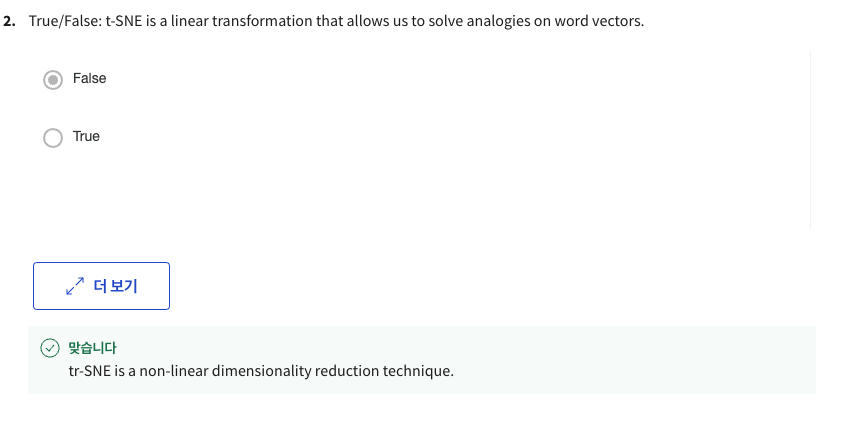 2. True/False: t-SNE is a linear transformation that allows us to solve analogies on word vectors.
False
True
더 보기
맞습니다
tr-SNE is a non-linear dimensionality reduction technique.